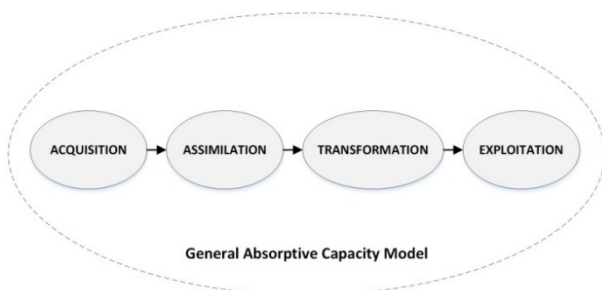 ACQUISITION ASSIMILATION TRANSFORMATION EXPLOITATION
General Absorptive Capacity Model